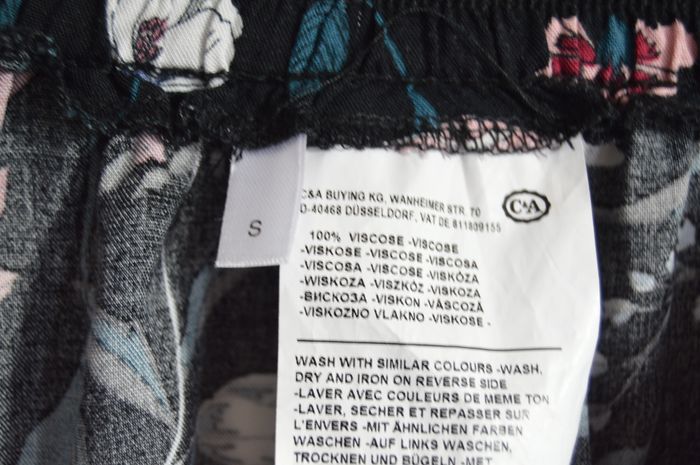 S
C&A BUYING KG, WANHEIMER STR. 70
D-40468 DÜSSELDORF, VAT DE 811809155
C&A
100% VISCOSE -VISCOSE
-VISKOSE -VISCOSE-VISCOSA
-VISCOSA -VISCOSE -VISKÓZA
-WISKOZA -VISZKÓZ -VISKOZA
-ВИСКОЗА -VISKON -VÂSCOZĂ
-VISKOZNO VLAKNO -VISKOSE -
WASH WITH SIMILAR COLOURS -WASH,
DRY AND IRON ON REVERSE SIDE
-LAVER AVEC COULEURS DE MEME TON
-LAVER, SECHER ET REPASSER SUR
L'ENVERS -MIT ÄHNLICHEN FARBEN
WASCHEN -AUF LINKS WASCHEN,
TROCKNEN UND BÜGELN -MET